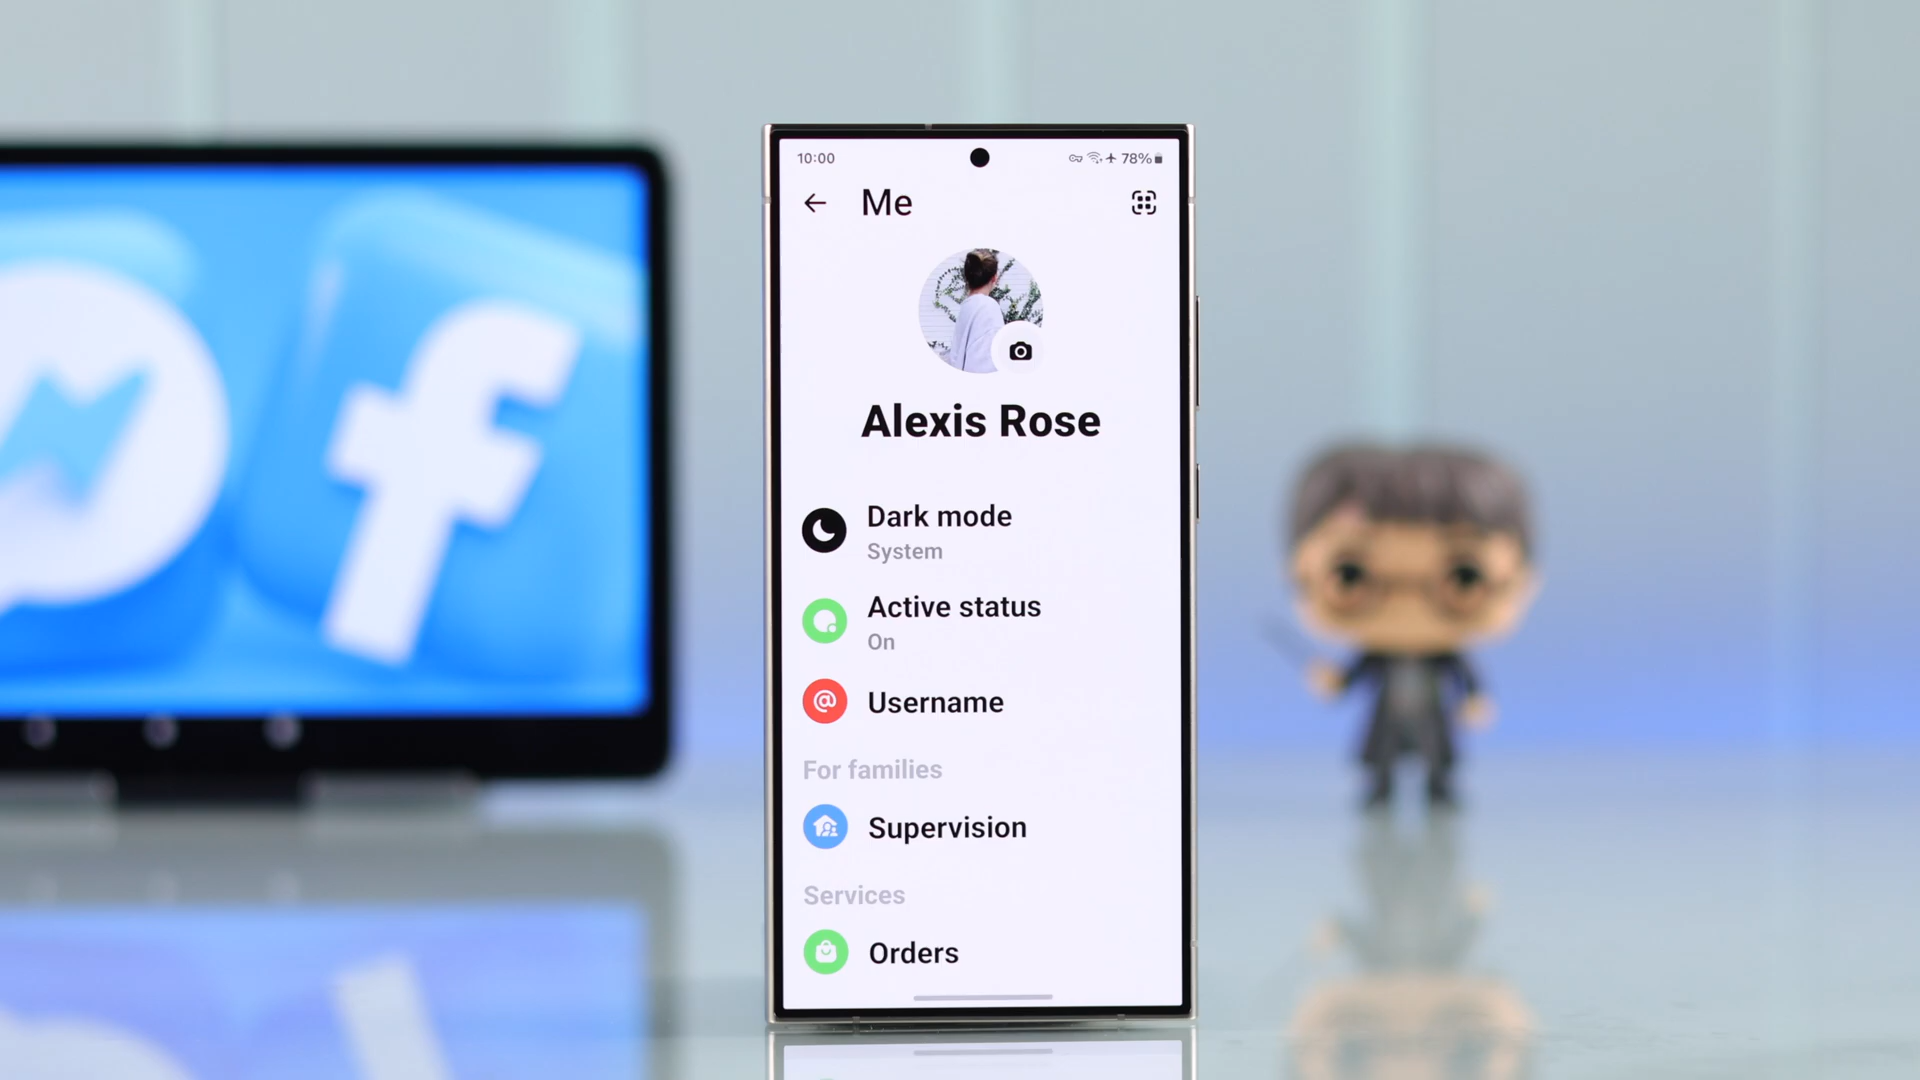 10:00
78%
Me
Alexis Rose
Dark mode
System
Active status
On
Username
For families
Supervision
Services
Orders